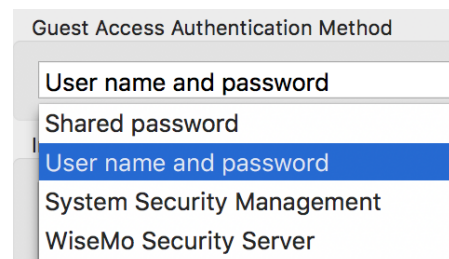 Guest Access Authentication Method
User name and password
Shared password
User name and password
System Security Management
WiseMo Security Server